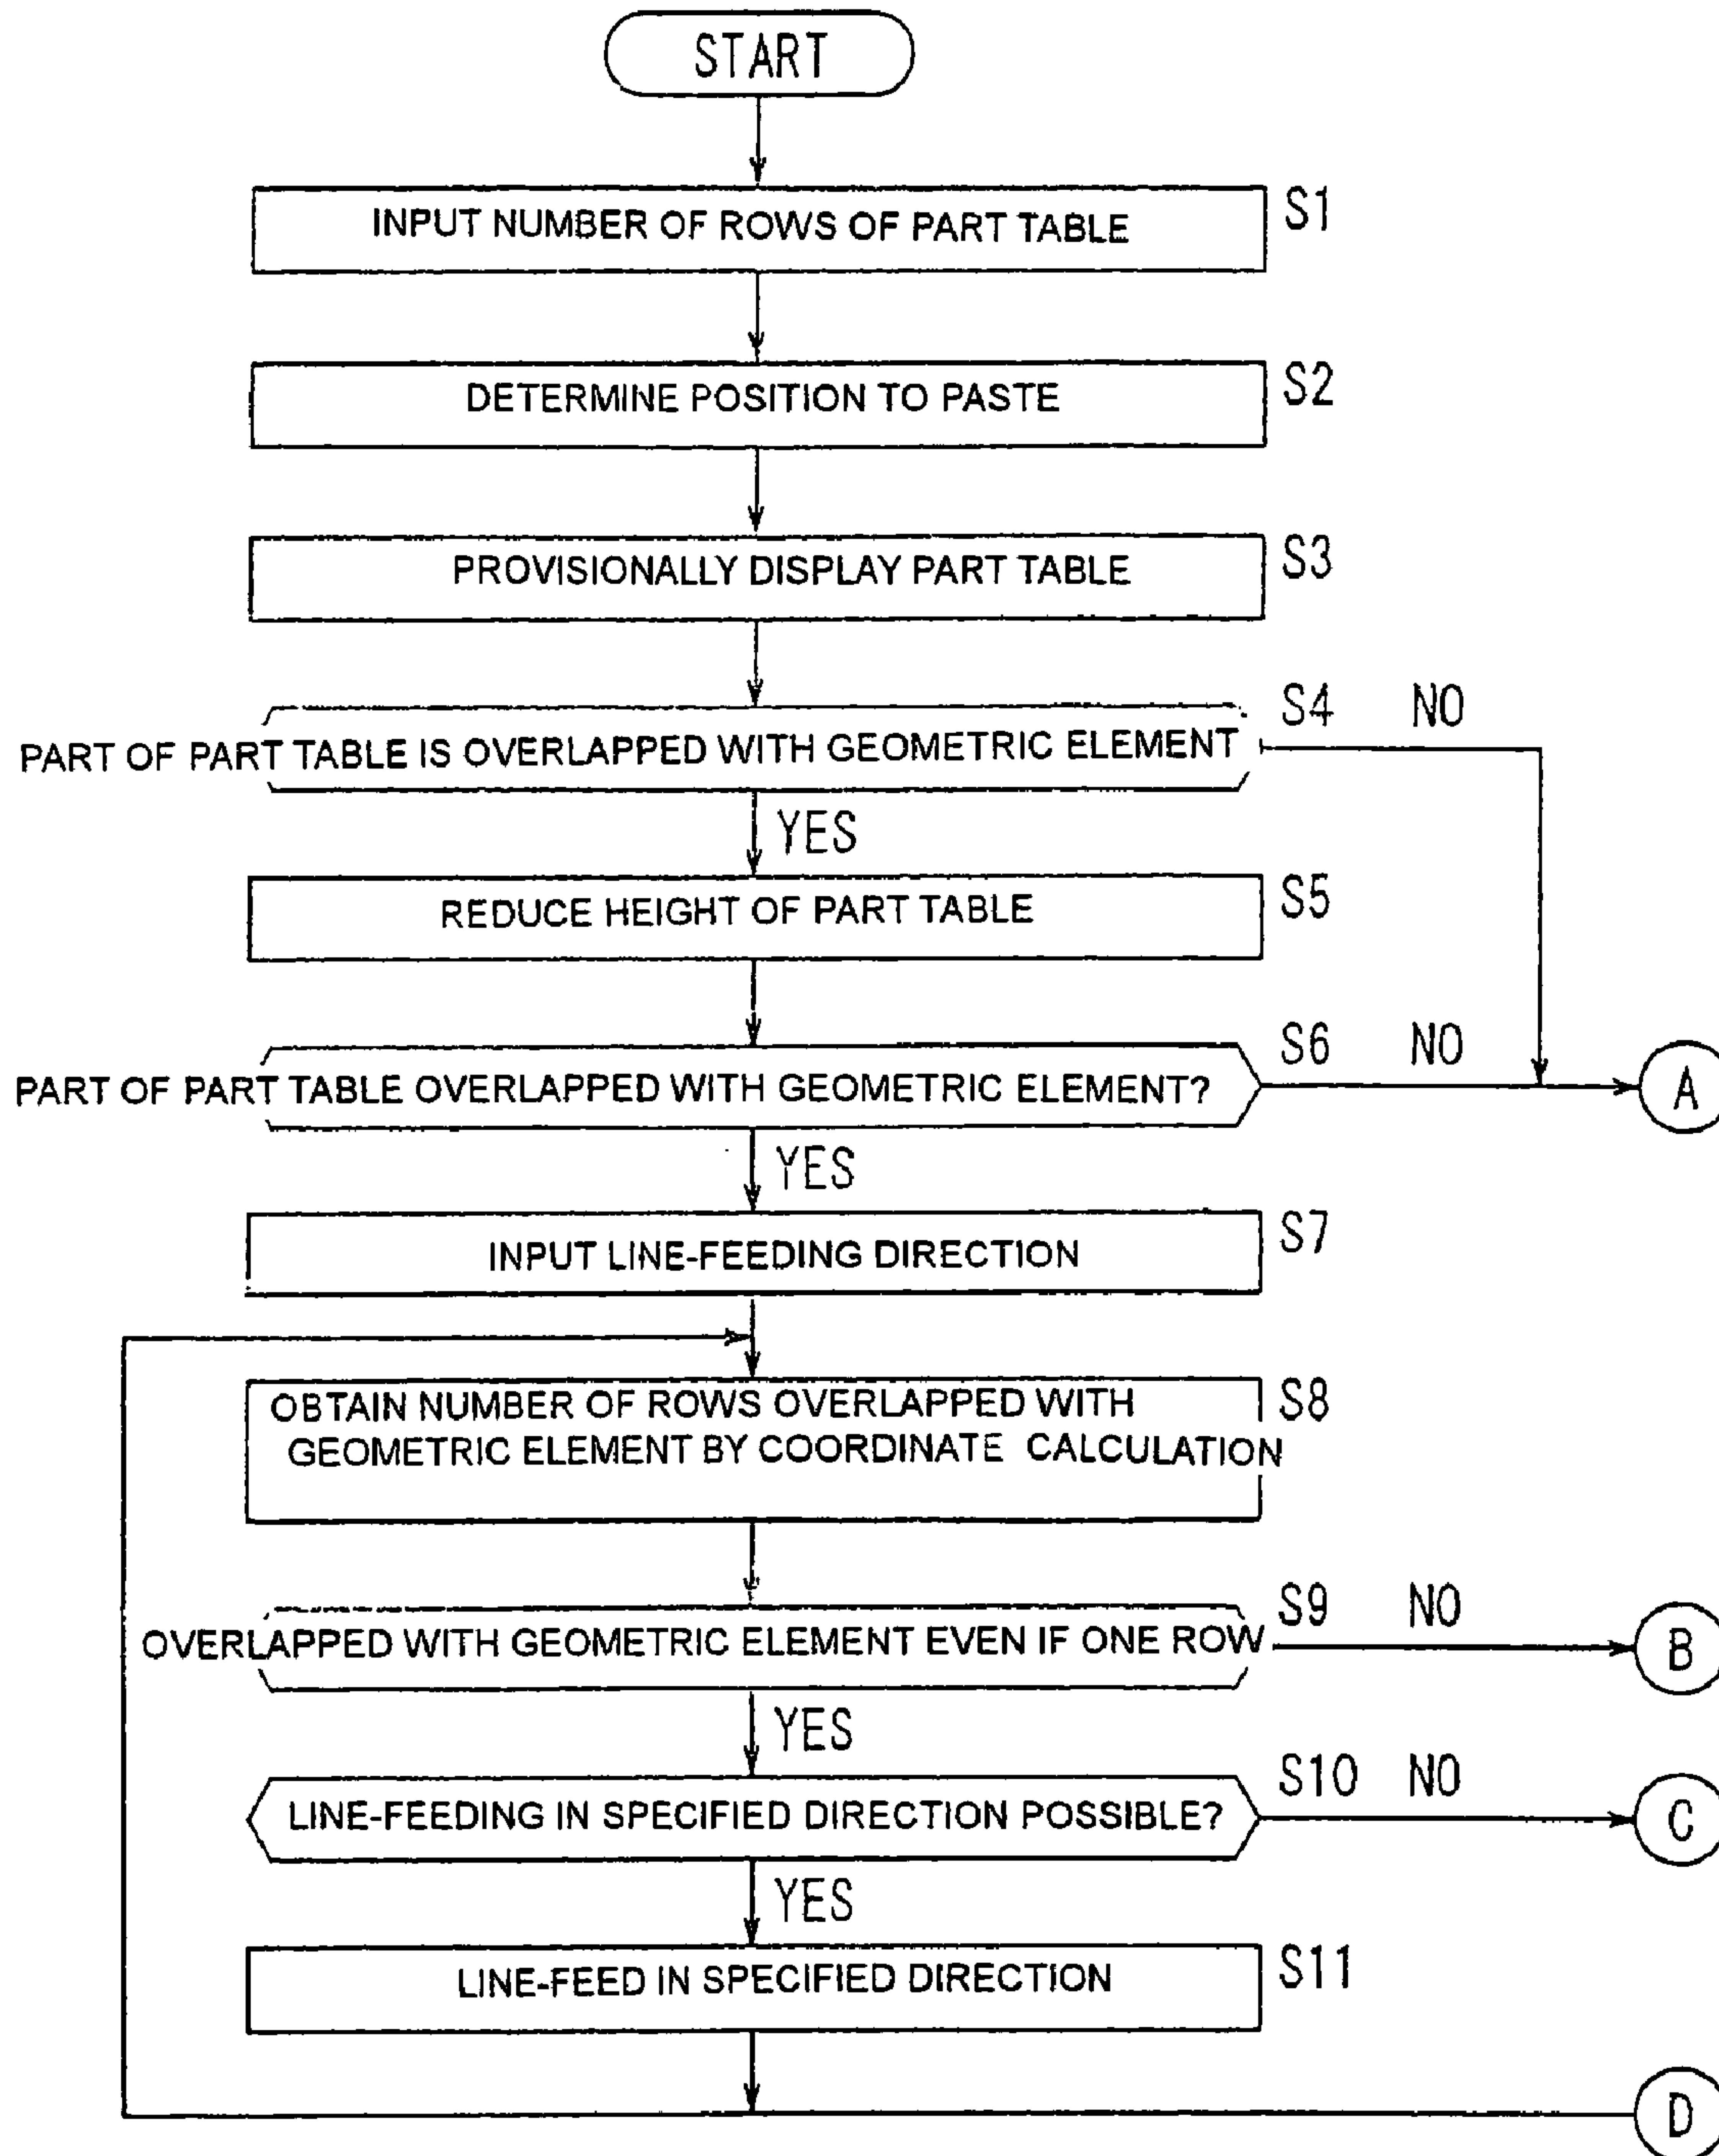 START
INPUT NUMBER OF ROWS OF PART TABLE
S1
DETERMINE POSITION TO PASTE
S2
PROVISIONALLY DISPLAY PART TABLE
S3
S4 NO
PART OF PART TABLE IS OVERLAPPED WITH GEOMETRIC ELEMENT
YES
REDUCE HEIGHT OF PART TABLE
S5
S6 NO
PART OF PART TABLE OVERLAPPED WITH GEOMETRIC ELEMENT?
A
YES
INPUT LINE-FEEDING DIRECTION
S7
OBTAIN NUMBER OF ROWS OVERLAPPED WITH
GEOMETRIC ELEMENT BY COORDINATE CALCULATION
S8
S9 NO
OVERLAPPED WITH GEOMETRIC ELEMENT EVEN IF ONE ROW
B
YES
S10 NO
LINE-FEEDING IN SPECIFIED DIRECTION POSSIBLE?
C
YES
LINE-FEED IN SPECIFIED DIRECTION
S11
D